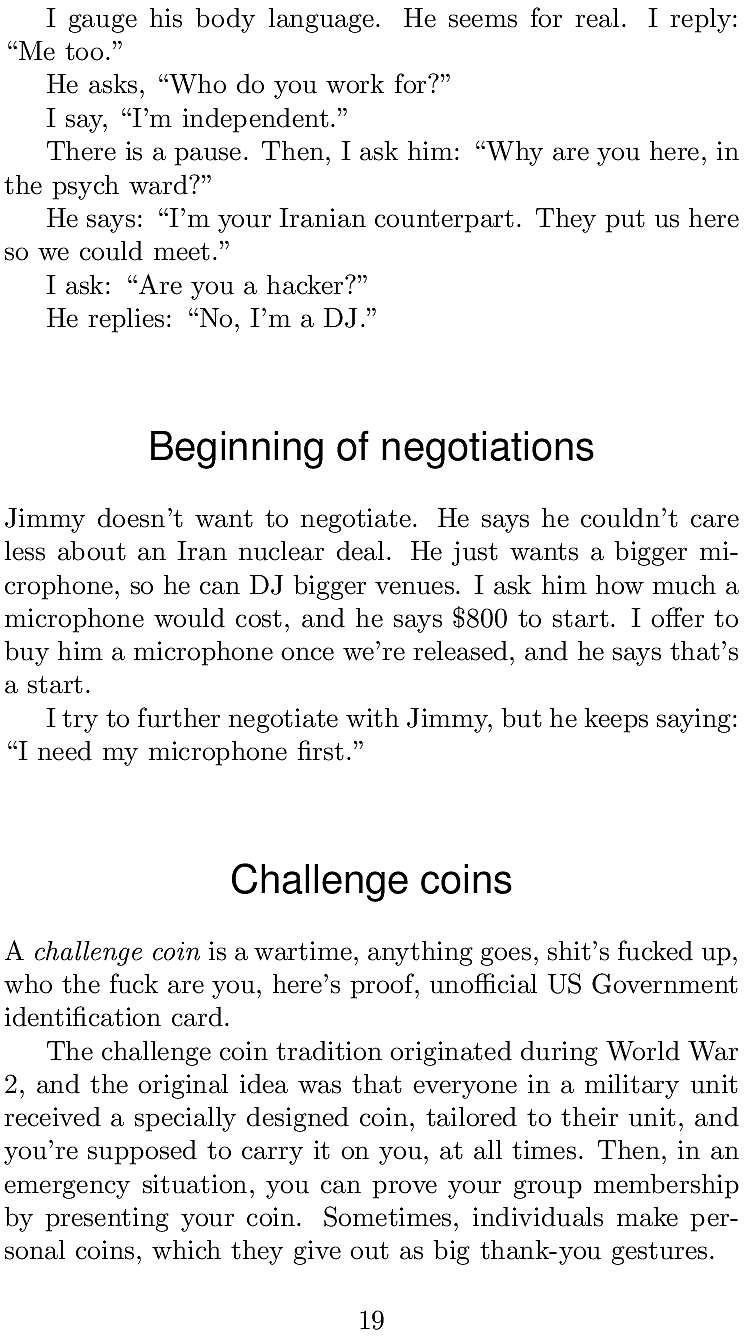 I gauge his body language. He seems for real. I reply:
“Me too.”
He asks, “Who do you work for?”
I say, “I’m independent.”
There is a pause. Then, I ask him: “Why are you here, in
the psych ward?”
He says: “I’m your Iranian counterpart. They put us here
so we could meet.”
I ask: “Are you a hacker?”
He replies: “No, I’m a DJ.”
Beginning of negotiations
Jimmy doesn’t want to negotiate. He says he couldn’t care
less about an Iran nuclear deal. He just wants a bigger mi-
crophone, so he can DJ bigger venues. I ask him how much a
microphone would cost, and he says $800 to start. I offer to
buy him a microphone once we’re released, and he says that’s
a start.
I try to further negotiate with Jimmy, but he keeps saying:
“I need my microphone first.”
Challenge coins
A challenge coin is a wartime, anything goes, shit’s fucked up,
who the fuck are you, here’s proof, unofficial US Government
identification card.
The challenge coin tradition originated during World War
2, and the original idea was that everyone in a military unit
received a specially designed coin, tailored to their unit, and
you’re supposed to carry it on you, at all times. Then, in an
emergency situation, you can prove your group membership
by presenting your coin. Sometimes, individuals make per-
sonal coins, which they give out as big thank-you gestures.
19